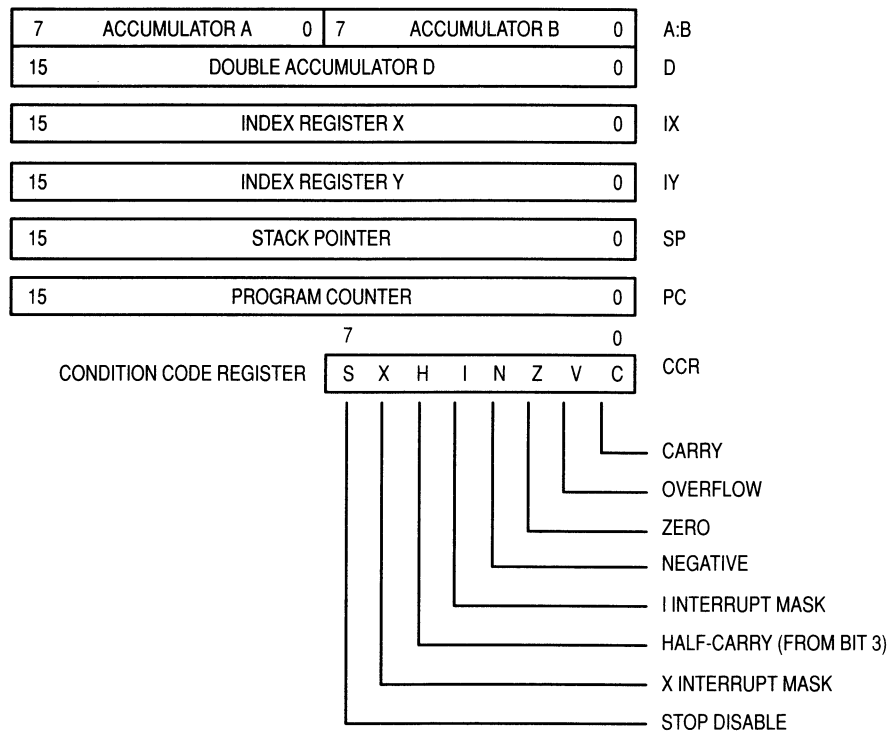 7 ACCUMULATOR A 0 7 ACCUMULATOR B 0 A:B
15 DOUBLE ACCUMULATOR D 0 D
15 INDEX REGISTER X 0 IX
15 INDEX REGISTER Y 0 IY
15 STACK POINTER 0 SP
15 PROGRAM COUNTER 0 PC
7 0
CONDITION CODE REGISTER S X H I N Z V C CCR
CARRY
OVERFLOW
ZERO
NEGATIVE
I INTERRUPT MASK
HALF-CARRY (FROM BIT 3)
X INTERRUPT MASK
STOP DISABLE